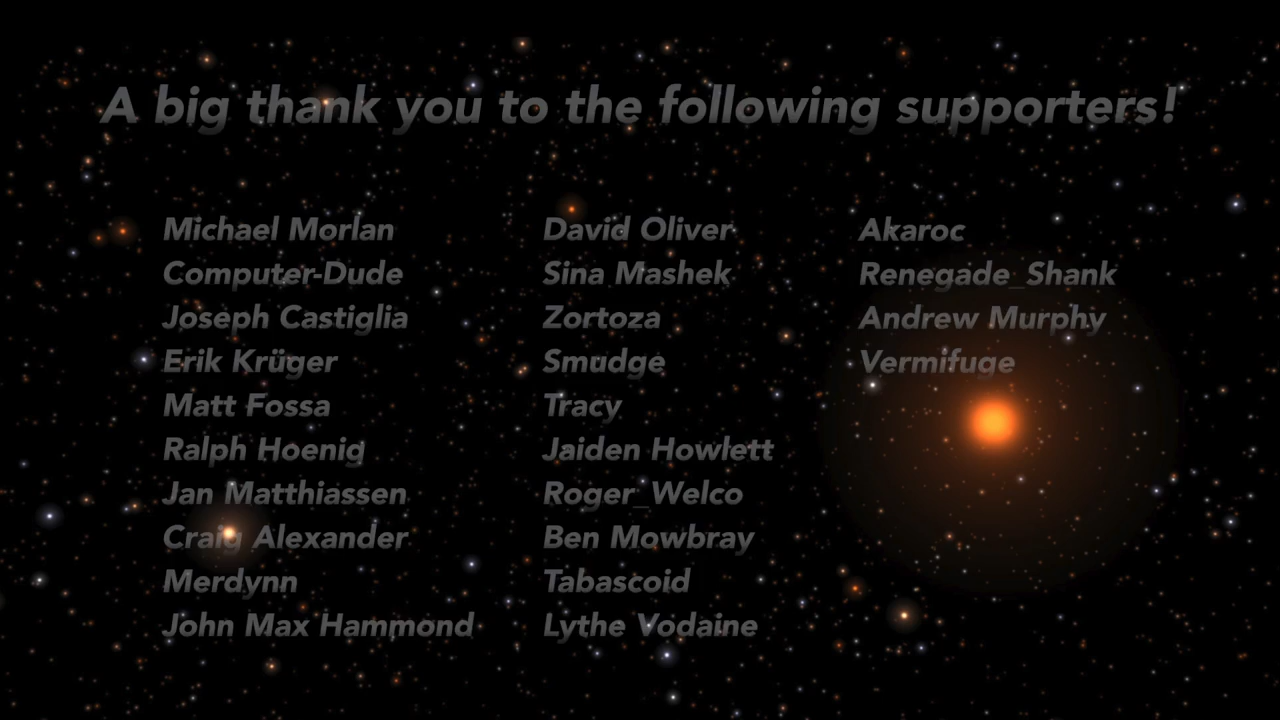 A big thank you to the following supporters!
Michael Morlan
Computer-Dude
Joseph Castiglia
Erik Krüger
Matt Fossa
Ralph Hoenig
Jan Matthiassen
Craig Alexander
Merdynn
John Max Hammond
David Oliver
Sina Mashek
Zortoza
Smudge
Tracy
Jaiden Howlett
Roger_Welco
Ben Mowbray
Tabascoid
Lythe Vodaine
Akaroc
Renegade_Shank
Andrew Murphy
Vermifuge